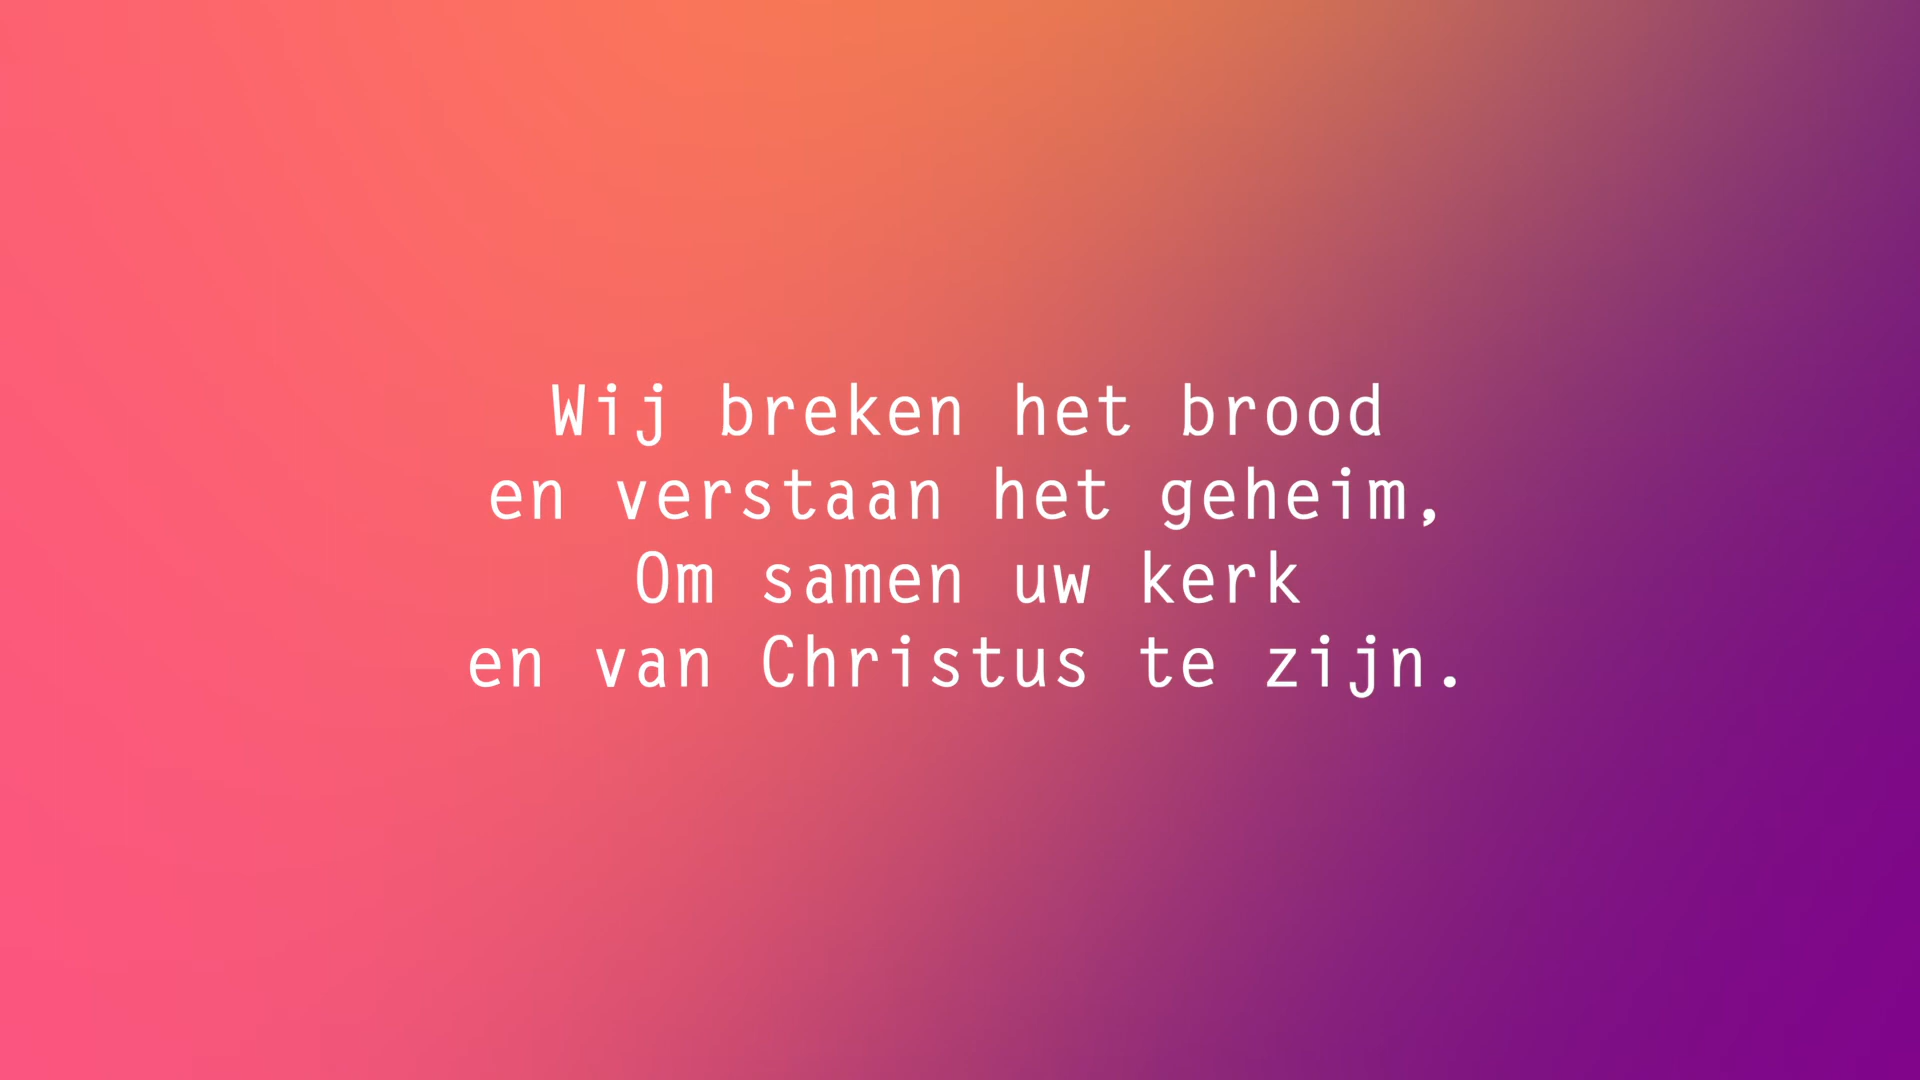 Wij breken het brood
en verstaan het geheim,
Om samen uw kerk
en van Christus te zijn.